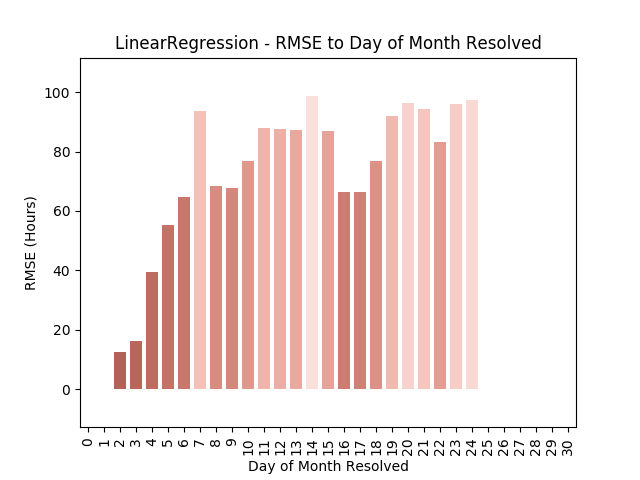 LinearRegression - RMSE to Day of Month Resolved
RMSE (Hours)
100
80
60
40
20
0
0 1 2 3 4 5 6 7 8 9 10 11 12 13 14 15 16 17 18 19 20 21 22 23 24 25 26 27 28 29 30
Day of Month Resolved